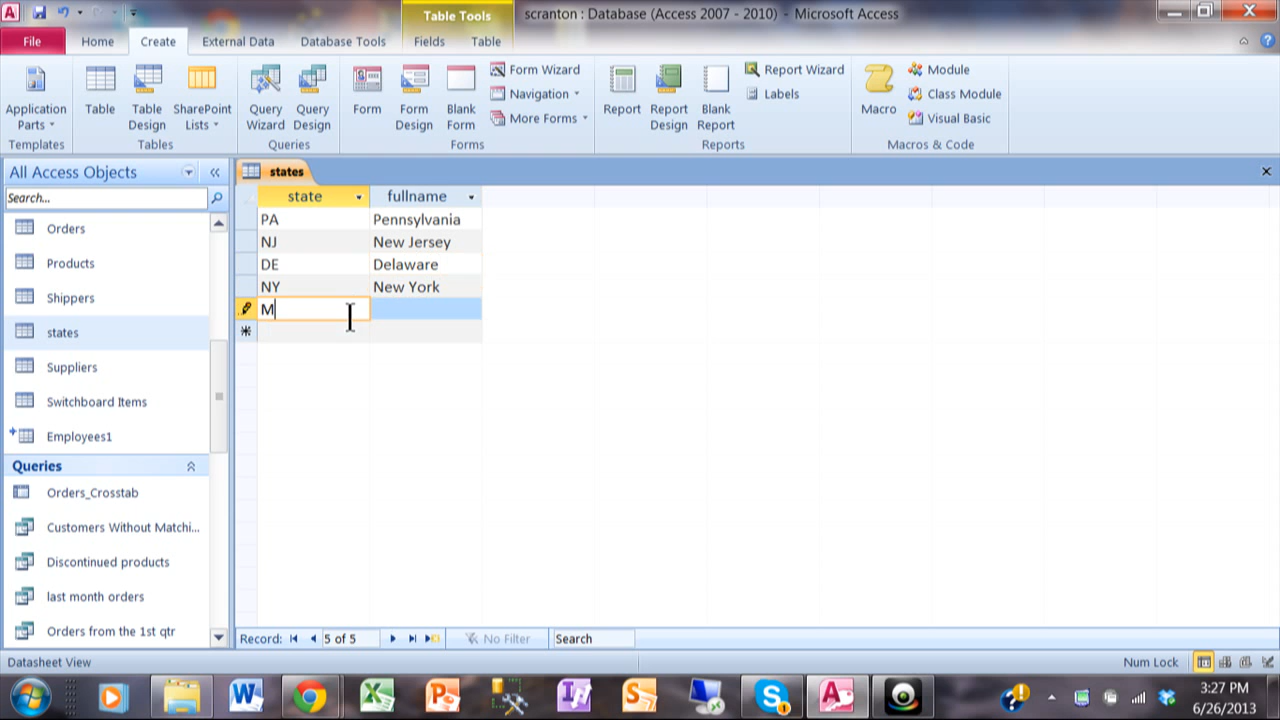 Table Tools
scranton : Database (Access 2007 - 2010) - Microsoft Access
File Home Create External Data Database Tools Fields Table
Application Parts
Table
Table Design
SharePoint Lists
Query Wizard
Query Design
Form
Form Design
Blank Form
Form Wizard
Navigation
More Forms
Report
Report Design
Blank Report
Report Wizard
Labels
Macro
Module
Class Module
Visual Basic
Templates Tables Queries Forms Reports Macros & Code
All Access Objects
Search...
Orders
Products
Shippers
states
Suppliers
Switchboard Items
Employees1
Queries
Orders_Crosstab
Customers Without Matchi...
Discontinued products
last month orders
Orders from the 1st qtr
states
state fullname
PA Pennsylvania
NJ New Jersey
DE Delaware
NY New York
M
Record: 5 of 5 No Filter Search
Datasheet View Num Lock
3:27 PM
6/26/2013